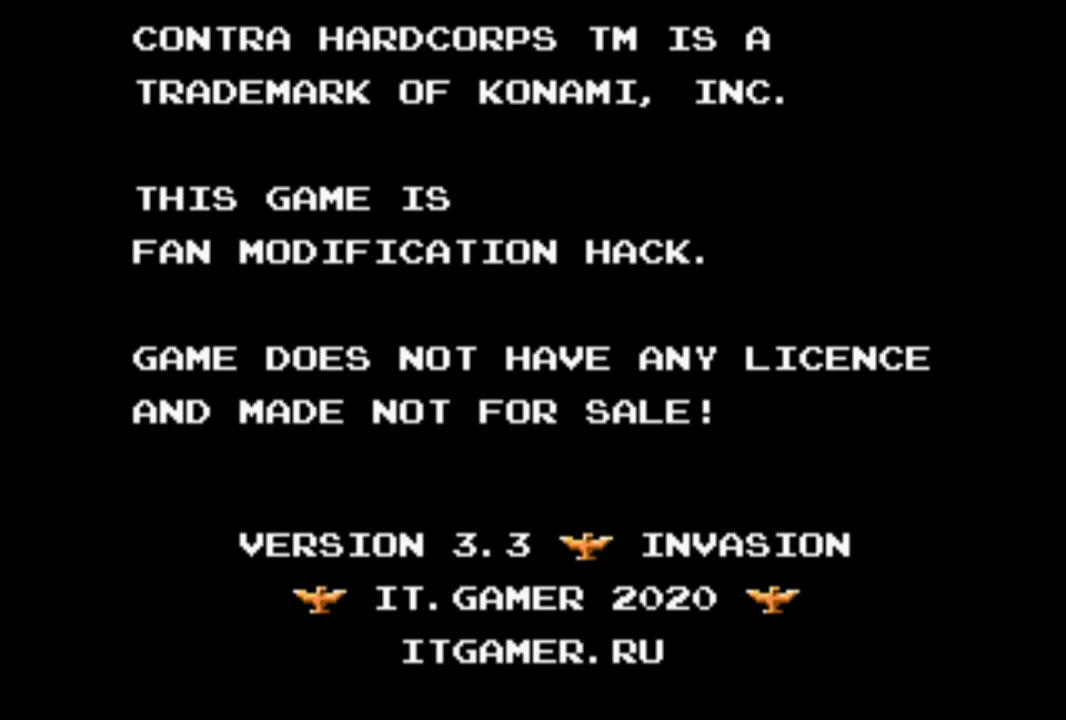 CONTRA HARDCORPS TM IS A
TRADEMARK OF KONAMI, INC.
THIS GAME IS
FAN MODIFICATION HACK.
GAME DOES NOT HAVE ANY LICENCE
AND MADE NOT FOR SALE!
VERSION 3.3 INVASION
IT.GAMER 2020
ITGAMER.RU